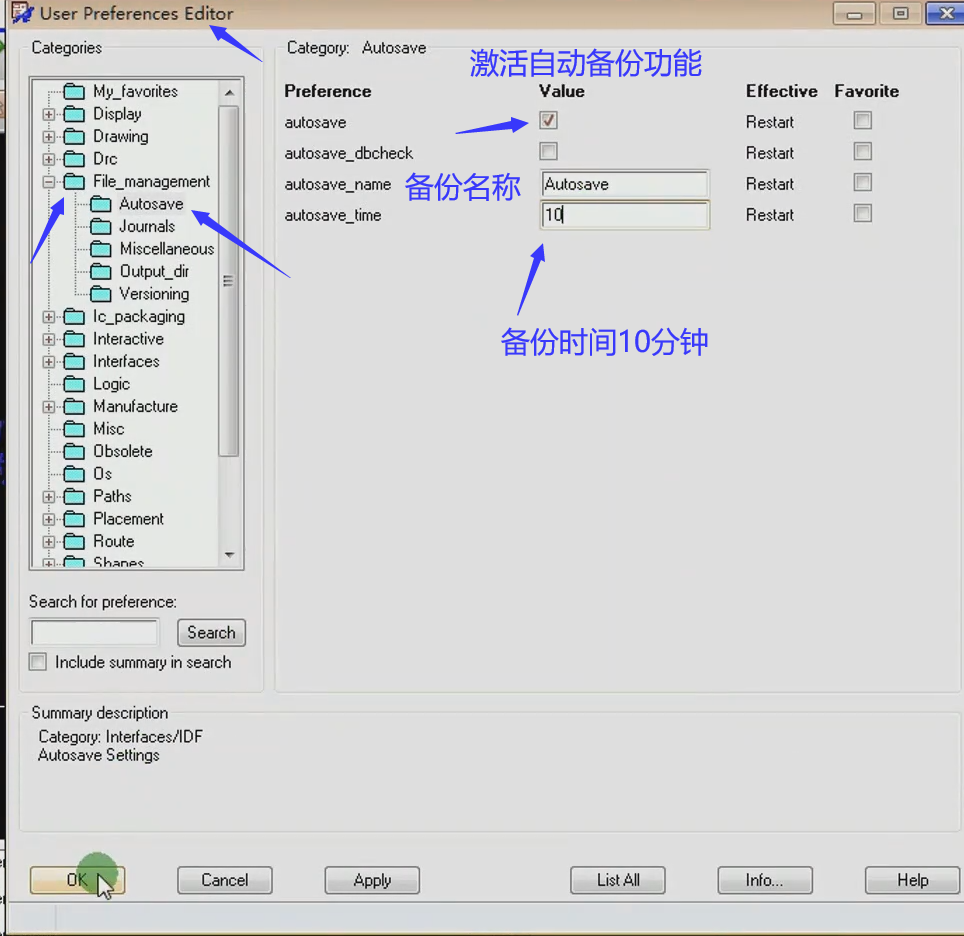 User Preferences Editor
Categories
My_favorites
Display
Drawing
Drc
File_management
Autosave
Journals
Miscellaneous
Output_dir
Versioning
Ic_packaging
Interactive
Interfaces
Logic
Manufacture
Misc
Obsolete
Os
Paths
Placement
Route
Shapes
Search for preference:
Search
Include summary in search
Category: Autosave
激活自动备份功能
Preference Value Effective Favorite
autosave Restart
autosave_dbcheck Restart
autosave_name 备份名称 Autosave Restart
autosave_time 10 Restart
备份时间10分钟
Summary description
Category: Interfaces/IDF
Autosave Settings
OK Cancel Apply List All Info... Help